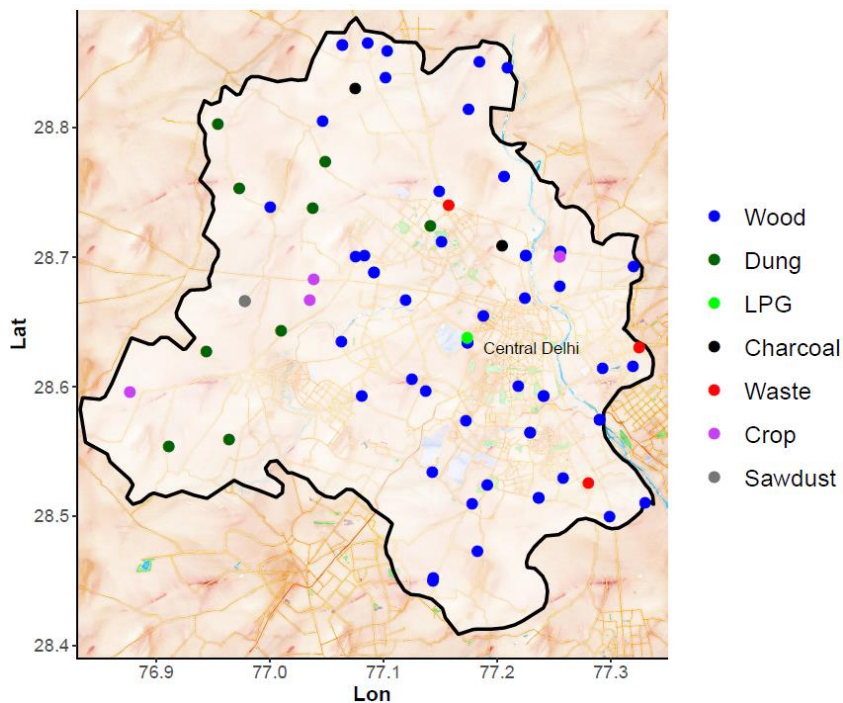 28.8
28.7
28.6
28.5
28.4
Lat
76.9
77.0
77.1
77.2
77.3
Lon
Central Delhi
Wood
Dung
LPG
Charcoal
Waste
Crop
Sawdust